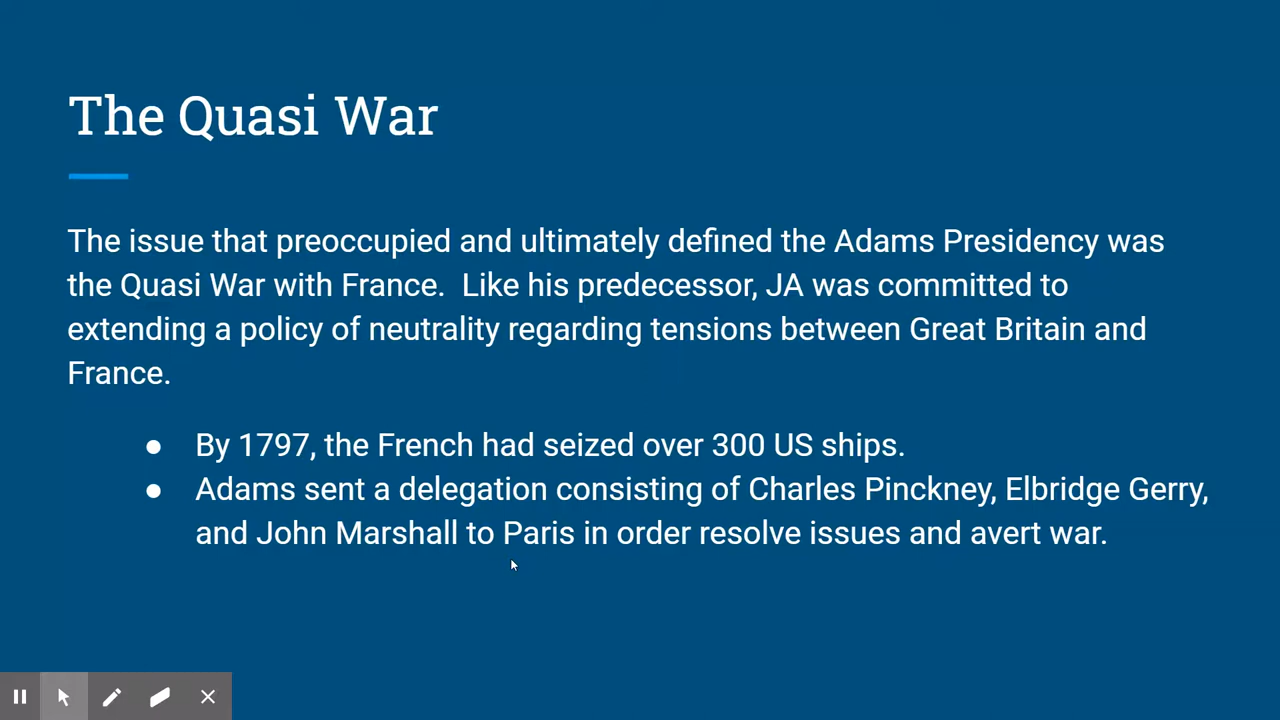 The Quasi War
The issue that preoccupied and ultimately defined the Adams Presidency was
the Quasi War with France.  Like his predecessor, JA was committed to
extending a policy of neutrality regarding tensions between Great Britain and
France.
● By 1797, the French had seized over 300 US ships.
● Adams sent a delegation consisting of Charles Pinckney, Elbridge Gerry,
and John Marshall to Paris in order resolve issues and avert war.